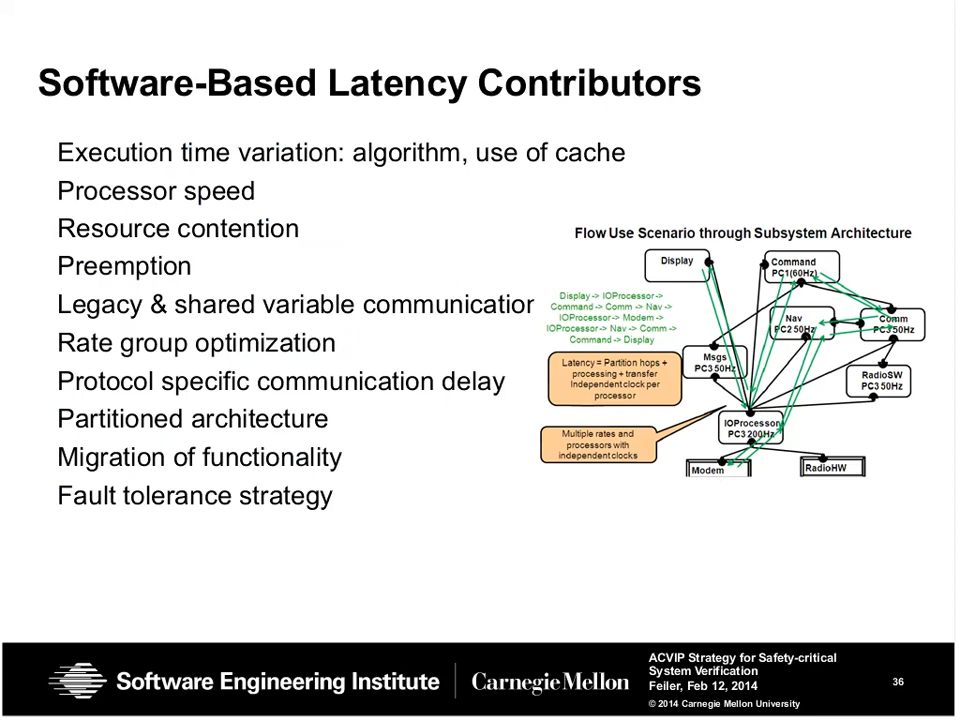 Software-Based Latency Contributors
Execution time variation: algorithm, use of cache
Processor speed
Resource contention
Preemption
Legacy & shared variable communication
Rate group optimization
Protocol specific communication delay
Partitioned architecture
Migration of functionality
Fault tolerance strategy
Flow Use Scenario through Subsystem Architecture
Display
Command
PC1(60Hz)
Display -> IOProcessor->
Command -> Comm -> Nav ->
IOProcessor-> Modem ->
IOProcessor-> Nav -> Comm ->
Command -> Display
Nav
PC2 50Hz
Comm
PC3 50Hz
Latency = Partition hops +
processing + transfer
Independent clock per
processor
Msgs
PC3 50Hz
RadioSW
PC3 50Hz
IOProcessor
PC3 200Hz
Multiple rates and
processors with
independent clocks
Modem
RadioHW
Software Engineering Institute
Carnegie Mellon
ACVIP Strategy for Safety-critical
System Verification
Feiler, Feb 12, 2014
© 2014 Carnegie Mellon University
36